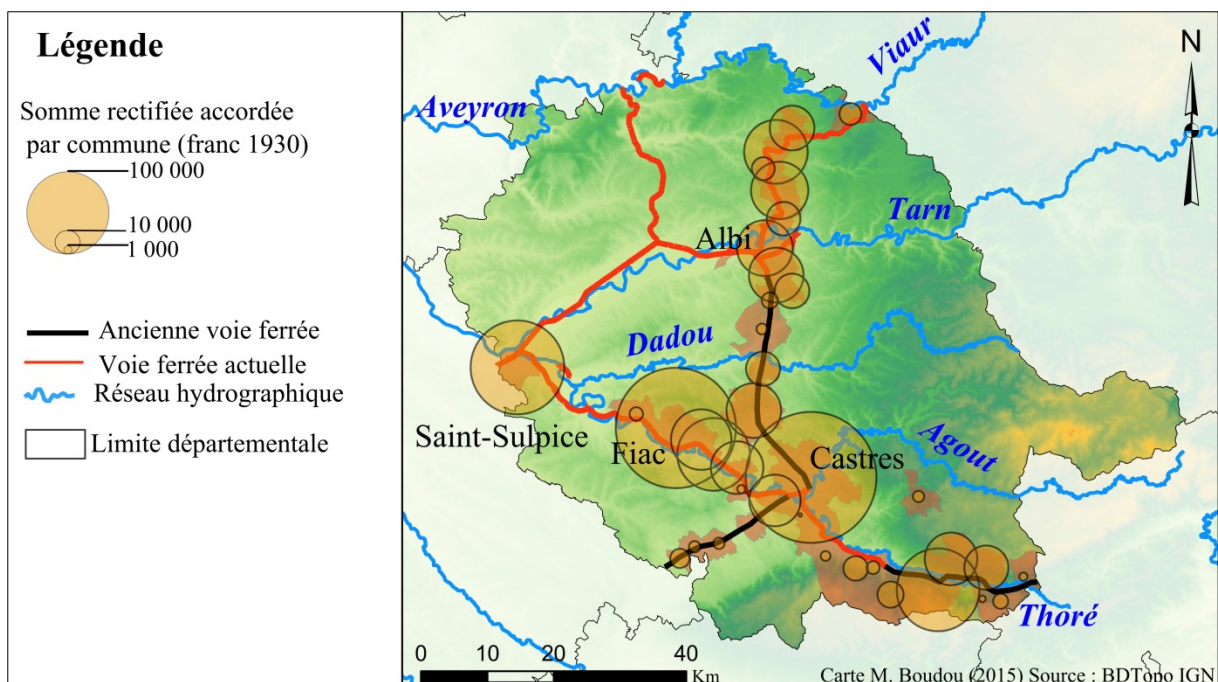 Légende
Somme rectifiée accordée
par commune (franc 1930)
100 000
10 000
1 000
Ancienne voie ferrée
Voie ferrée actuelle
Réseau hydrographique
Limite départementale
N
Viaur
Aveyron
Tarn
Albi
Dadou
Saint-Sulpice
Fiac
Castres
Agout
Thoré
0 10 20 40
Km
Carte M. Boudou (2015) Source : BDTopo IGN